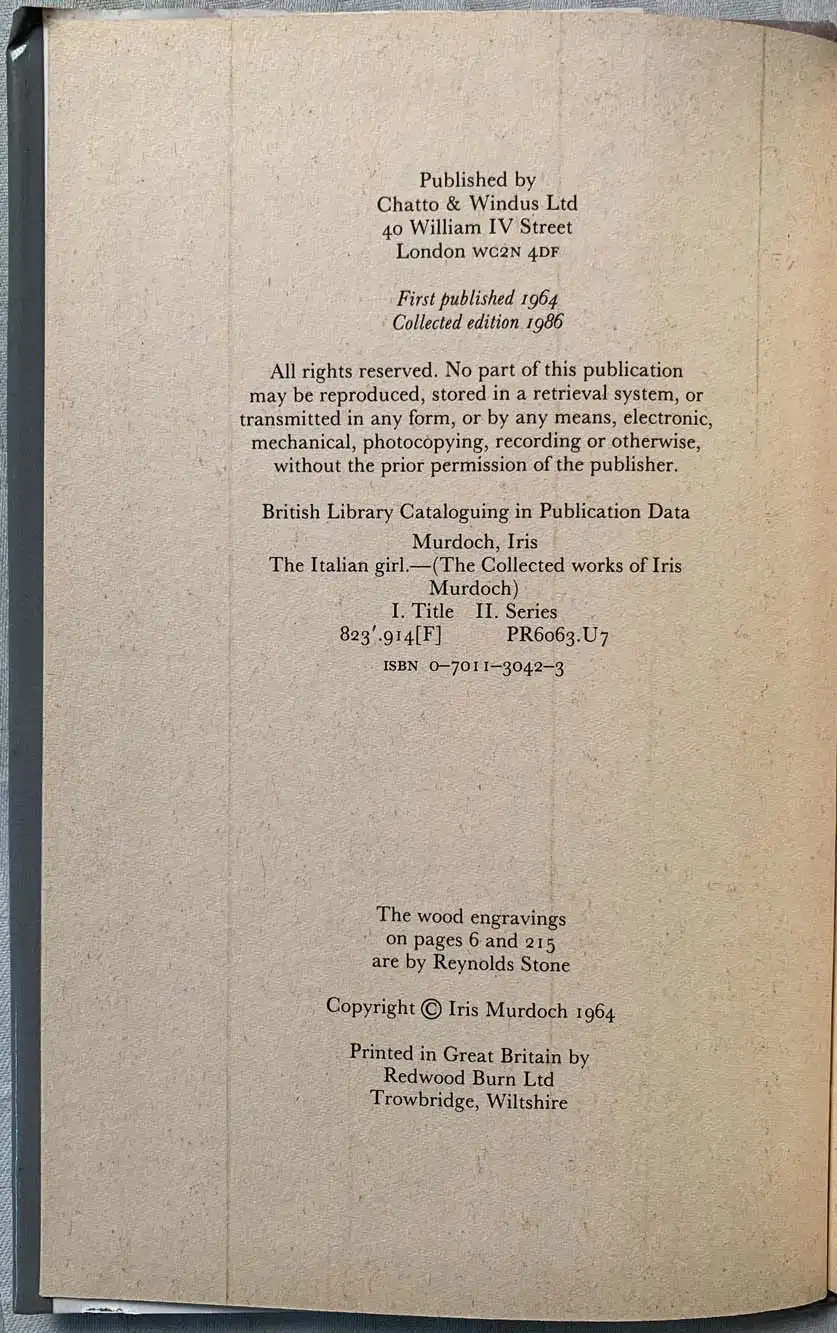 Published by
Chatto & Windus Ltd
40 William IV Street
London WC2N 4DF
First published 1964
Collected edition 1986
All rights reserved. No part of this publication
may be reproduced, stored in a retrieval system, or
transmitted in any form, or by any means, electronic,
mechanical, photocopying, recording or otherwise,
without the prior permission of the publisher.
British Library Cataloguing in Publication Data
Murdoch, Iris
The Italian girl.—(The Collected works of Iris
Murdoch)
I. Title II. Series
823′.914[F] PR6063.U7
ISBN 0–7011–3042–3
The wood engravings
on pages 6 and 215
are by Reynolds Stone
Copyright © Iris Murdoch 1964
Printed in Great Britain by
Redwood Burn Ltd
Trowbridge, Wiltshire